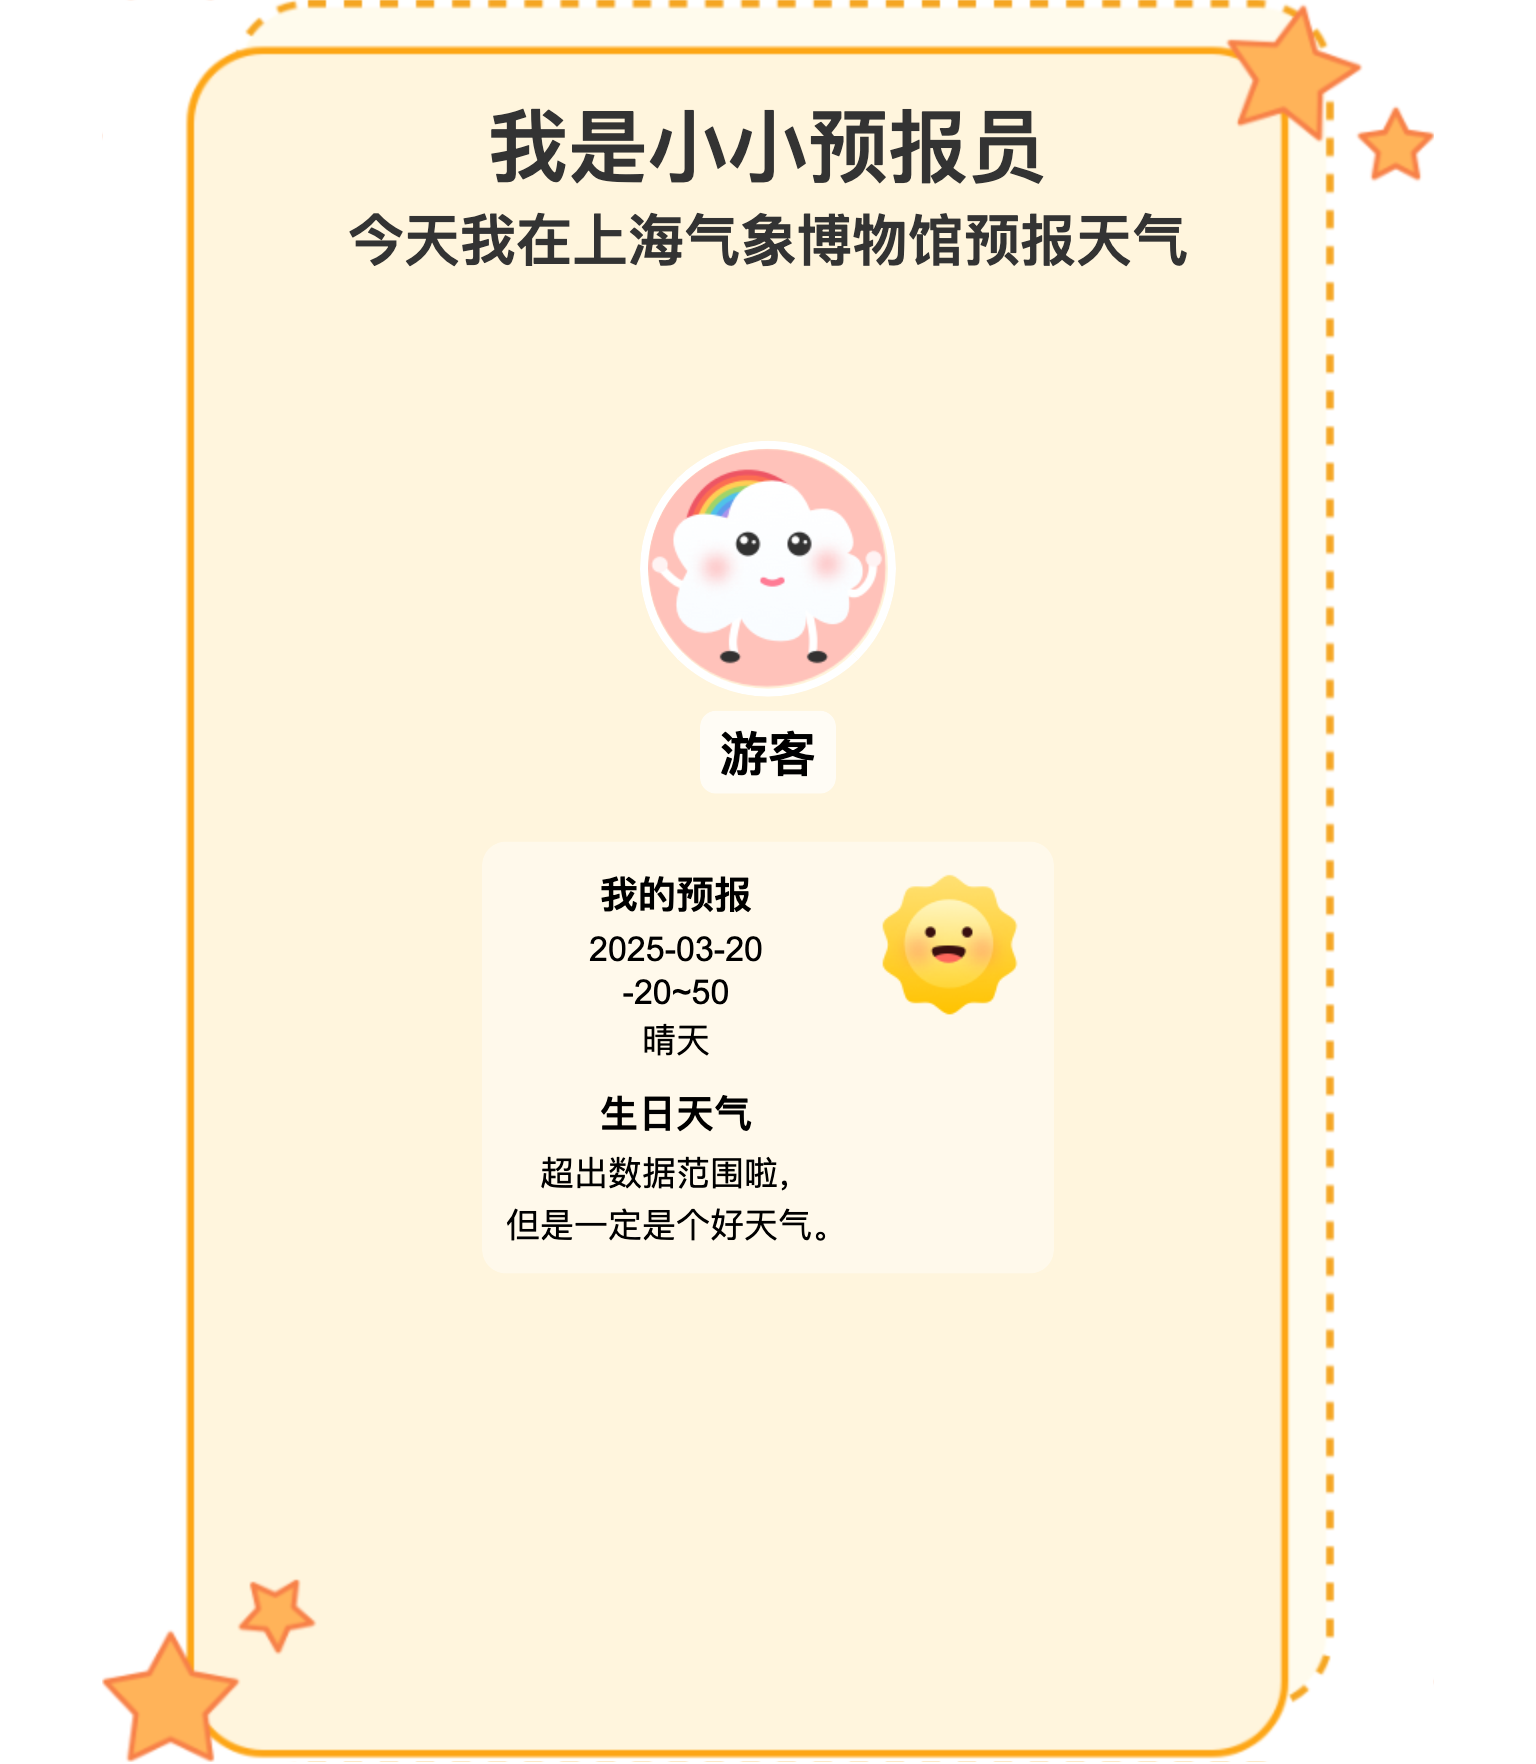 我是小小预报员
今天我在上海气象博物馆预报天气
游客
我的预报
2025-03-20
-20~50
晴天
生日天气
超出数据范围啦，
但是一定是个好天气。